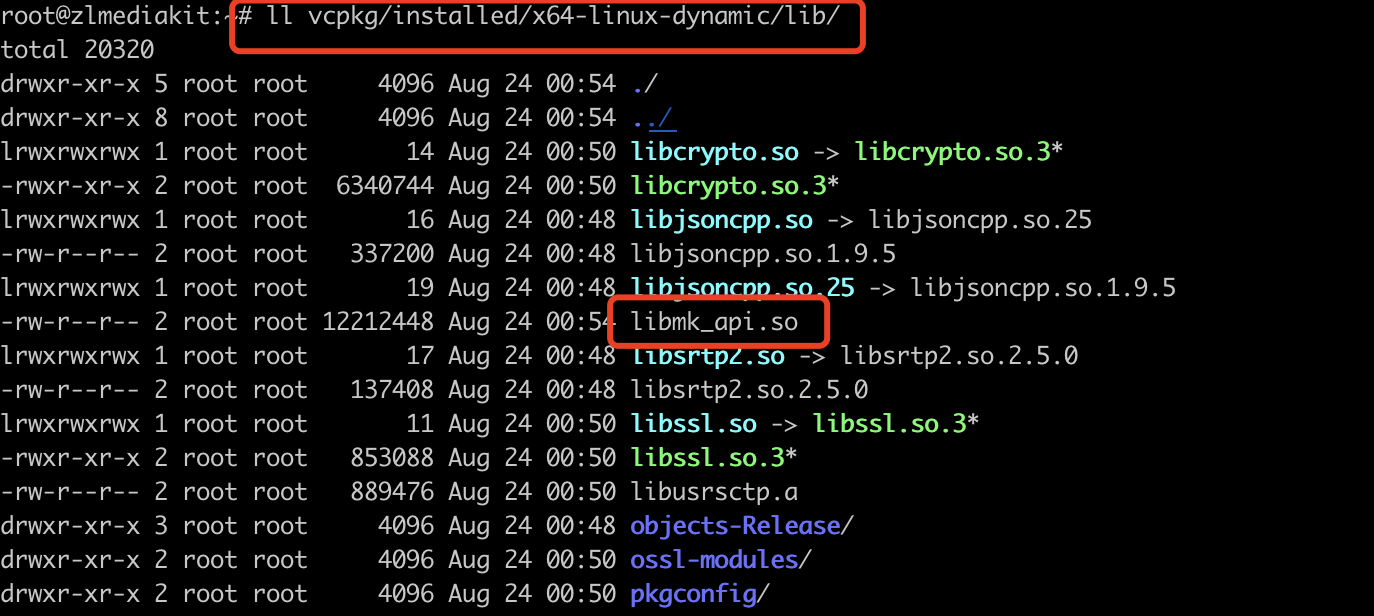 root@zlmediakit:~# ll vcpkg/installed/x64-linux-dynamic/lib/
total 20320
drwxr-xr-x 5 root root     4096 Aug 24 00:54 ./
drwxr-xr-x 8 root root     4096 Aug 24 00:54 ../
lrwxrwxrwx 1 root root       14 Aug 24 00:50 libcrypto.so -> libcrypto.so.3*
-rwxr-xr-x 2 root root  6340744 Aug 24 00:50 libcrypto.so.3*
lrwxrwxrwx 1 root root       16 Aug 24 00:48 libjsoncpp.so -> libjsoncpp.so.25
-rw-r--r-- 2 root root   337200 Aug 24 00:48 libjsoncpp.so.1.9.5
lrwxrwxrwx 1 root root       19 Aug 24 00:48 libjsoncpp.so.25 -> libjsoncpp.so.1.9.5
-rw-r--r-- 2 root root 12212448 Aug 24 00:54 libmk_api.so
lrwxrwxrwx 1 root root       17 Aug 24 00:48 libsrtp2.so -> libsrtp2.so.2.5.0
-rw-r--r-- 2 root root   137408 Aug 24 00:48 libsrtp2.so.2.5.0
lrwxrwxrwx 1 root root       11 Aug 24 00:50 libssl.so -> libssl.so.3*
-rwxr-xr-x 2 root root   853088 Aug 24 00:50 libssl.so.3*
-rw-r--r-- 2 root root   889476 Aug 24 00:50 libusrsctp.a
drwxr-xr-x 3 root root     4096 Aug 24 00:48 objects-Release/
drwxr-xr-x 2 root root     4096 Aug 24 00:50 ossl-modules/
drwxr-xr-x 2 root root     4096 Aug 24 00:50 pkgconfig/